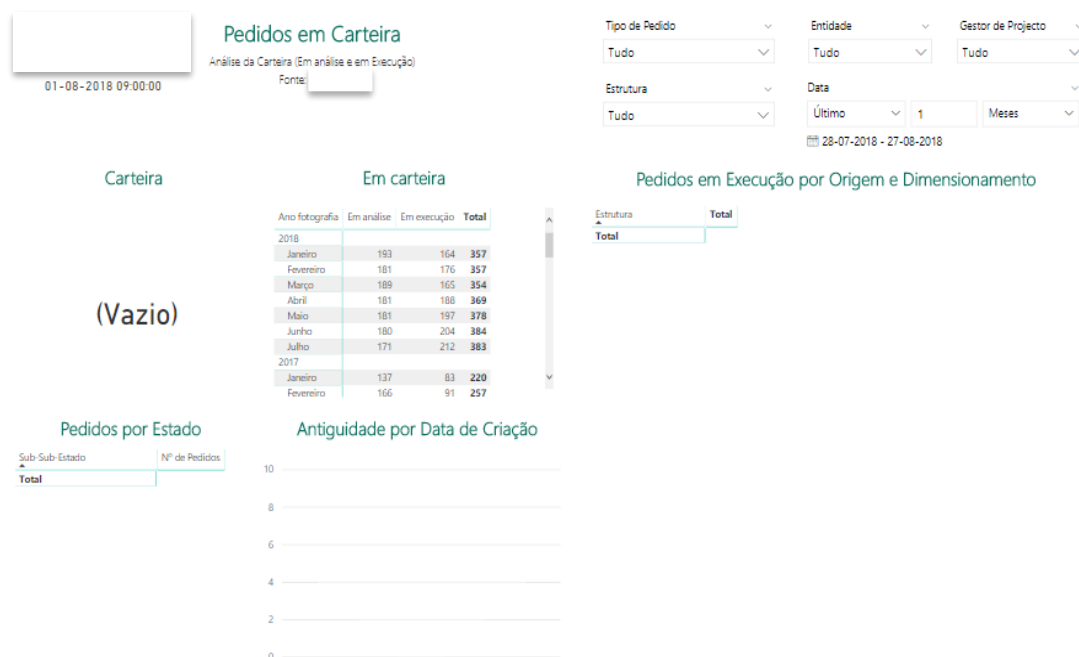 Pedidos em Carteira
Análise da Carteira (Em análise e em Execução)
Fonte:
01-08-2018 09:00:00
Tipo de Pedido
Tudo
Entidade
Tudo
Gestor de Projecto
Tudo
Estrutura
Tudo
Data
Último 1 Meses
28-07-2018 - 27-08-2018
Carteira
(Vazio)
Em carteira
Ano fotografia Em análise Em execução Total
2018
Janeiro 193 164 357
Fevereiro 181 176 357
Março 189 165 354
Abril 181 188 369
Maio 181 197 378
Junho 180 204 384
Julho 171 212 383
2017
Janeiro 137 83 220
Fevereiro 166 91 257
Pedidos em Execução por Origem e Dimensionamento
Estrutura Total
Total
Pedidos por Estado
Sub-Sub-Estado Nº de Pedidos
Total
Antiguidade por Data de Criação
10
8
6
4
2
0